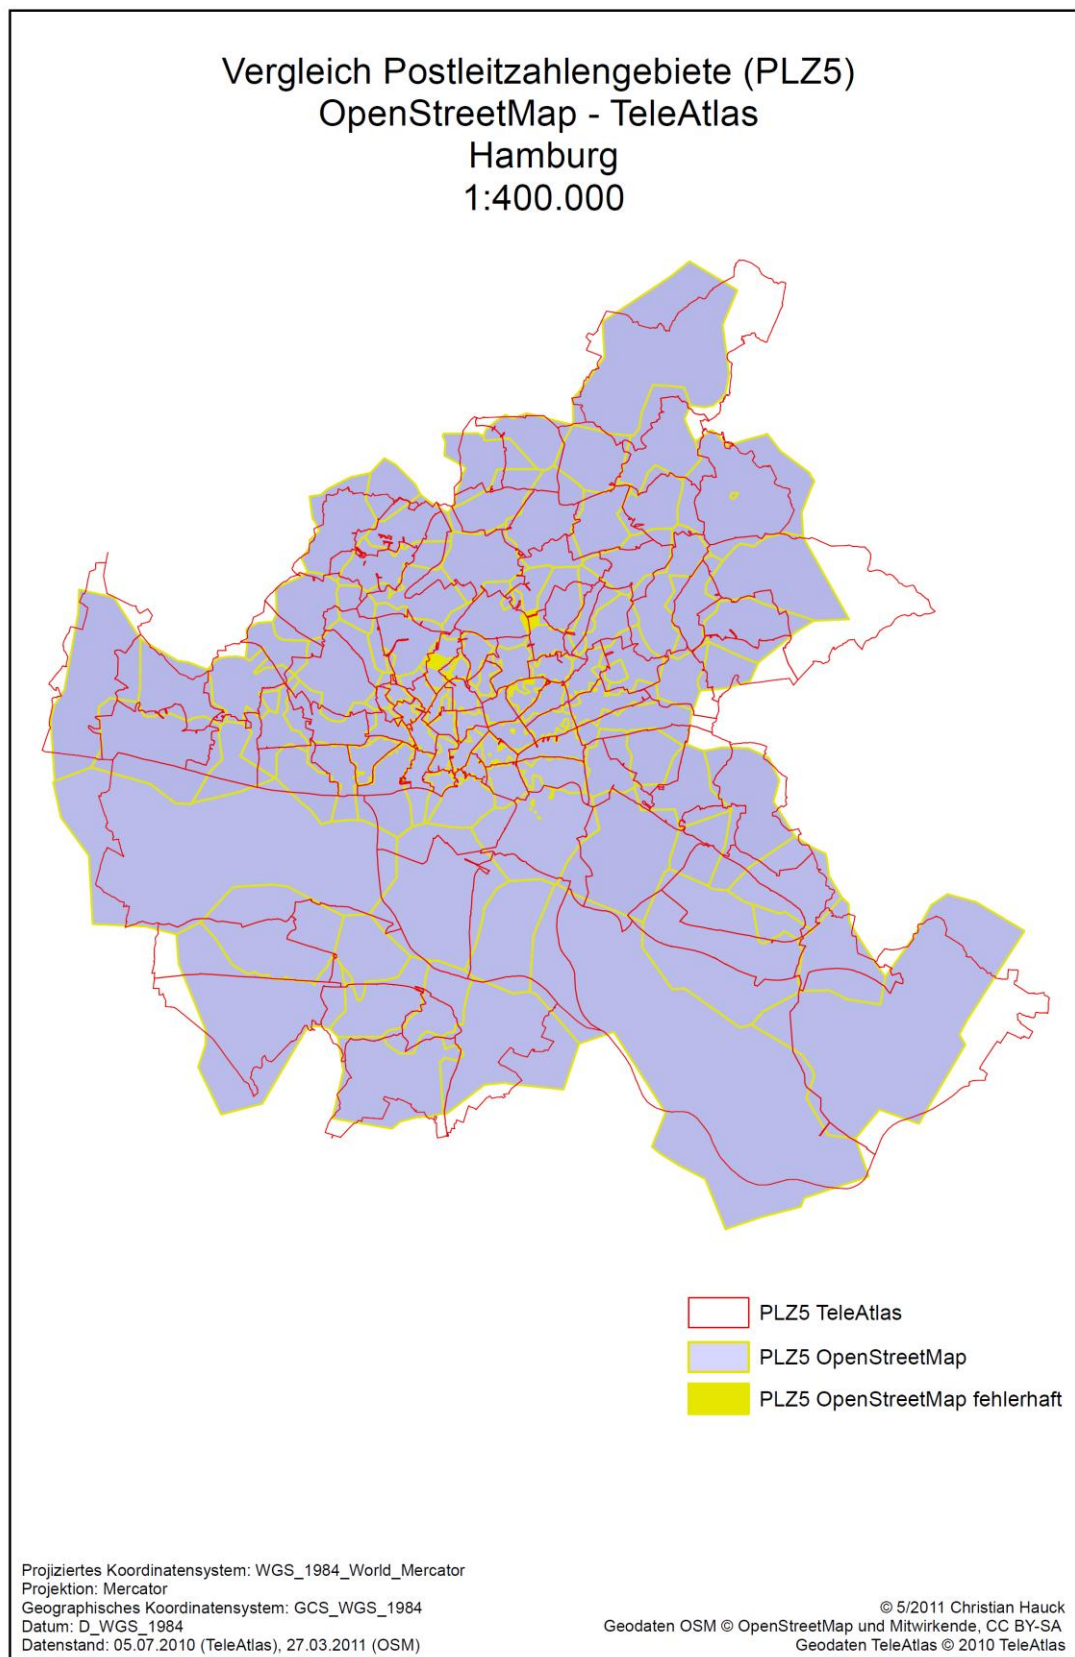 Vergleich Postleitzahlengebiete (PLZ5)
OpenStreetMap - TeleAtlas
Hamburg
1:400.000
PLZ5 TeleAtlas
PLZ5 OpenStreetMap
PLZ5 OpenStreetMap fehlerhaft
Projiziertes Koordinatensystem: WGS_1984_World_Mercator
Projektion: Mercator
Geographisches Koordinatensystem: GCS_WGS_1984
Datum: D_WGS_1984
Datenstand: 05.07.2010 (TeleAtlas), 27.03.2011 (OSM)
© 5/2011 Christian Hauck
Geodaten OSM © OpenStreetMap und Mitwirkende, CC BY-SA
Geodaten TeleAtlas © 2010 TeleAtlas